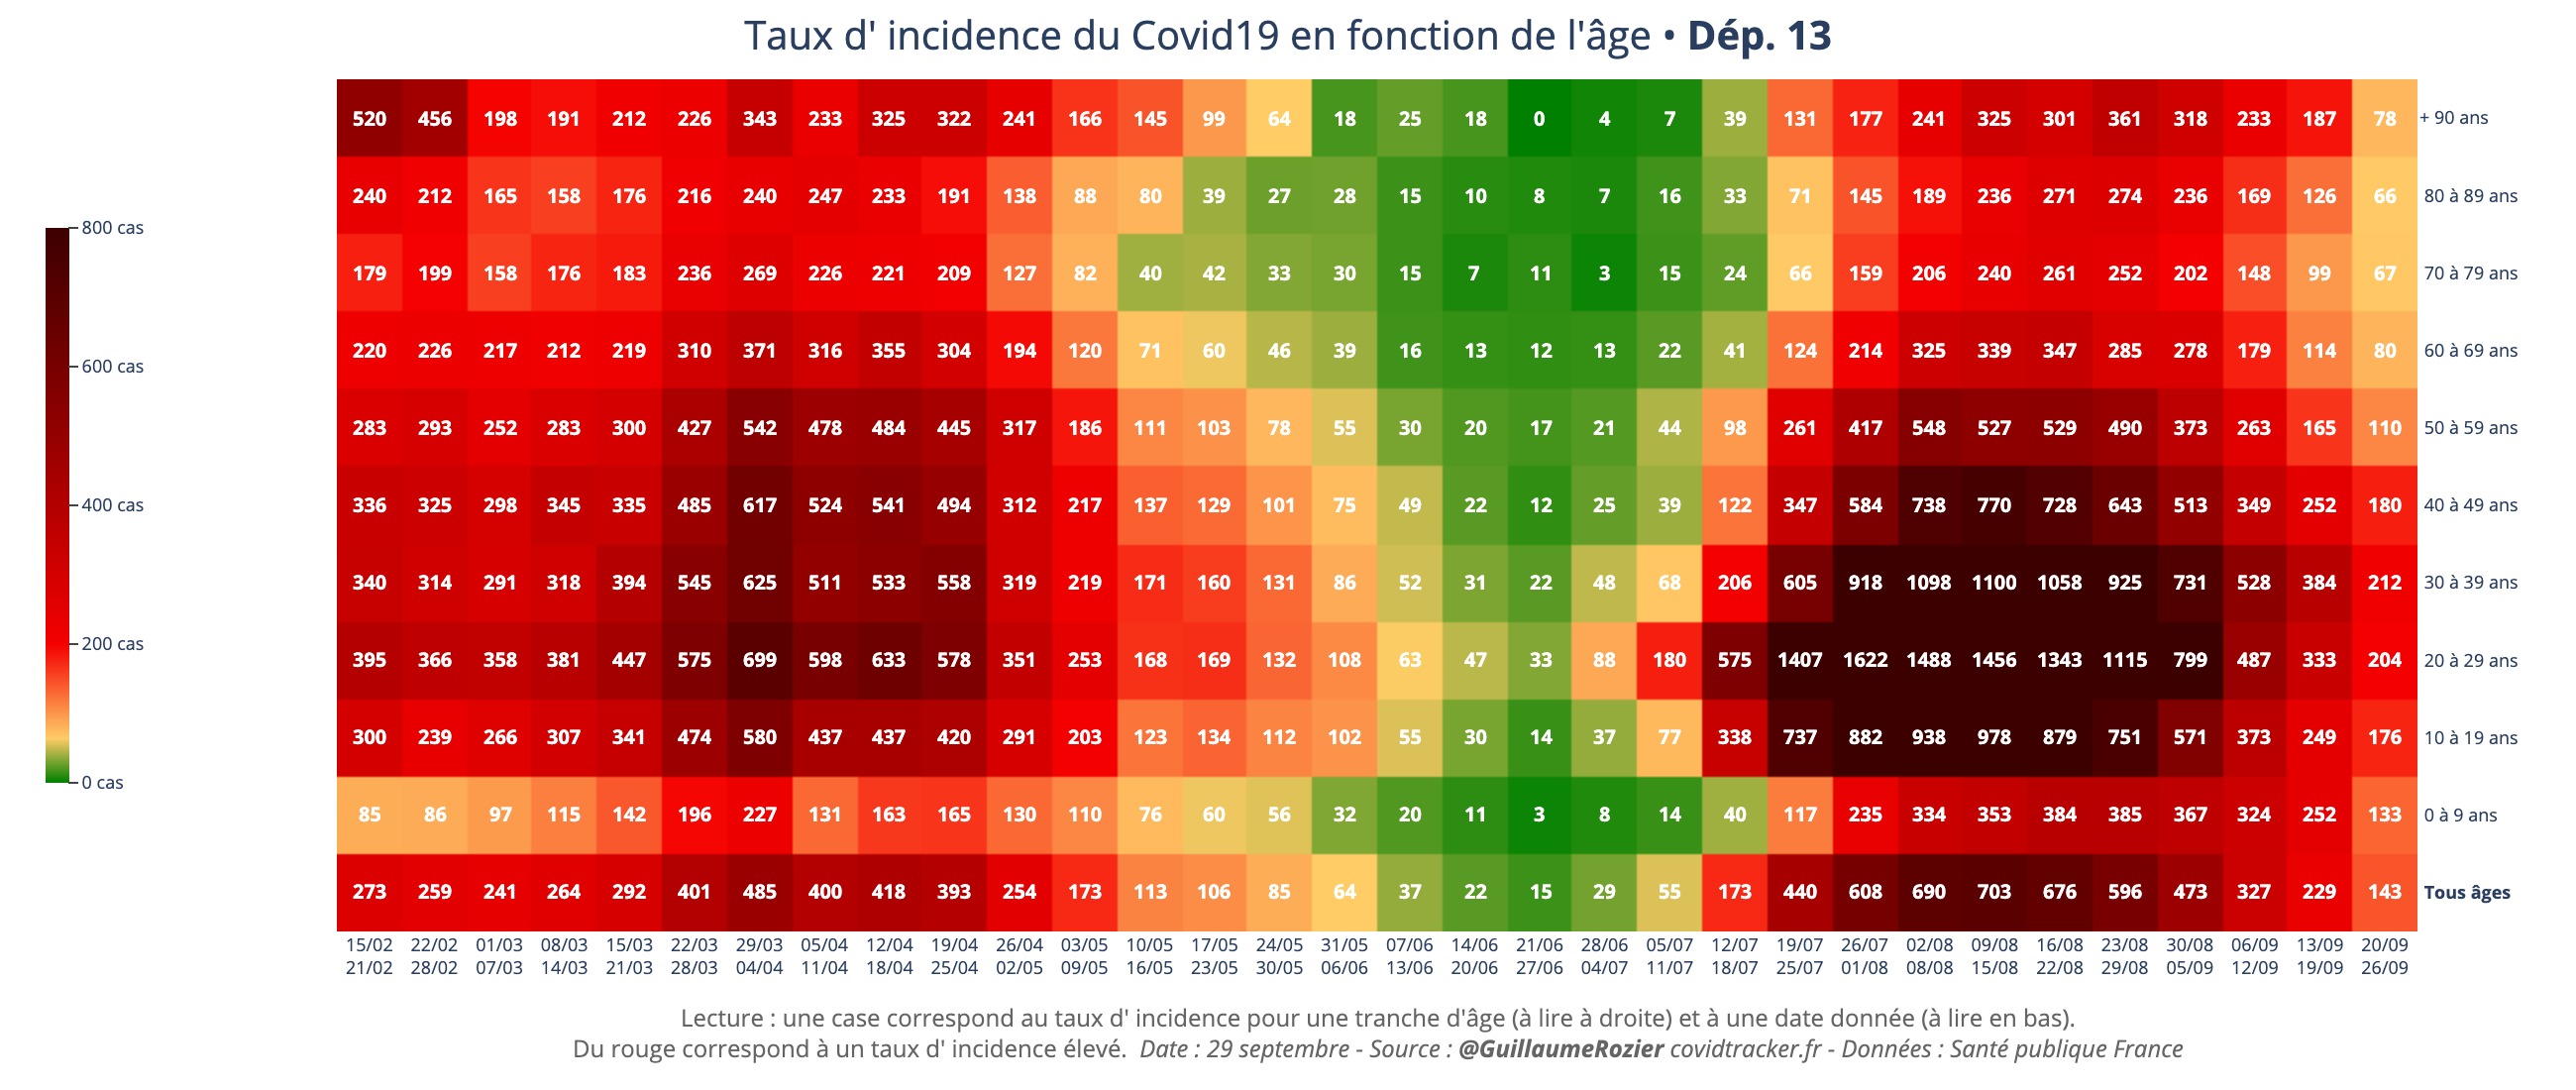 Taux d' incidence du Covid19 en fonction de l'âge • Dép. 13
800 cas
600 cas
400 cas
200 cas
0 cas
520 456 198 191 212 226 343 233 325 322 241 166 145 99 64 18 25 18 0 4 7 39 131 177 241 325 301 361 318 233 187 78 + 90 ans
240 212 165 158 176 216 240 247 233 191 138 88 80 39 27 28 15 10 8 7 16 33 71 145 189 236 271 274 236 169 126 66 80 à 89 ans
179 199 158 176 183 236 269 226 221 209 127 82 40 42 33 30 15 7 11 3 15 24 66 159 206 240 261 252 202 148 99 67 70 à 79 ans
220 226 217 212 219 310 371 316 355 304 194 120 71 60 46 39 16 13 12 13 22 41 124 214 325 339 347 285 278 179 114 80 60 à 69 ans
283 293 252 283 300 427 542 478 484 445 317 186 111 103 78 55 30 20 17 21 44 98 261 417 548 527 529 490 373 263 165 110 50 à 59 ans
336 325 298 345 335 485 617 524 541 494 312 217 137 129 101 75 49 22 12 25 39 122 347 584 738 770 728 643 513 349 252 180 40 à 49 ans
340 314 291 318 394 545 625 511 533 558 319 219 171 160 131 86 52 31 22 48 68 206 605 918 1098 1100 1058 925 731 528 384 212 30 à 39 ans
395 366 358 381 447 575 699 598 633 578 351 253 168 169 132 108 63 47 33 88 180 575 1407 1622 1488 1456 1343 1115 799 487 333 204 20 à 29 ans
300 239 266 307 341 474 580 437 437 420 291 203 123 134 112 102 55 30 14 37 77 338 737 882 938 978 879 751 571 373 249 176 10 à 19 ans
85 86 97 115 142 196 227 131 163 165 130 110 76 60 56 32 20 11 3 8 14 40 117 235 334 353 384 385 367 324 252 133 0 à 9 ans
273 259 241 264 292 401 485 400 418 393 254 173 113 106 85 64 37 22 15 29 55 173 440 608 690 703 676 596 473 327 229 143 Tous âges
15/02 22/02 01/03 08/03 15/03 22/03 29/03 05/04 12/04 19/04 26/04 03/05 10/05 17/05 24/05 31/05 07/06 14/06 21/06 28/06 05/07 12/07 19/07 26/07 02/08 09/08 16/08 23/08 30/08 06/09 13/09 20/09
21/02 28/02 07/03 14/03 21/03 28/03 04/04 11/04 18/04 25/04 02/05 09/05 16/05 23/05 30/05 06/06 13/06 20/06 27/06 04/07 11/07 18/07 25/07 01/08 08/08 15/08 22/08 29/08 05/09 12/09 19/09 26/09
Lecture : une case correspond au taux d' incidence pour une tranche d'âge (à lire à droite) et à une date donnée (à lire en bas).
Du rouge correspond à un taux d' incidence élevé. Date : 29 septembre - Source : @GuillaumeRozier covidtracker.fr - Données : Santé publique France